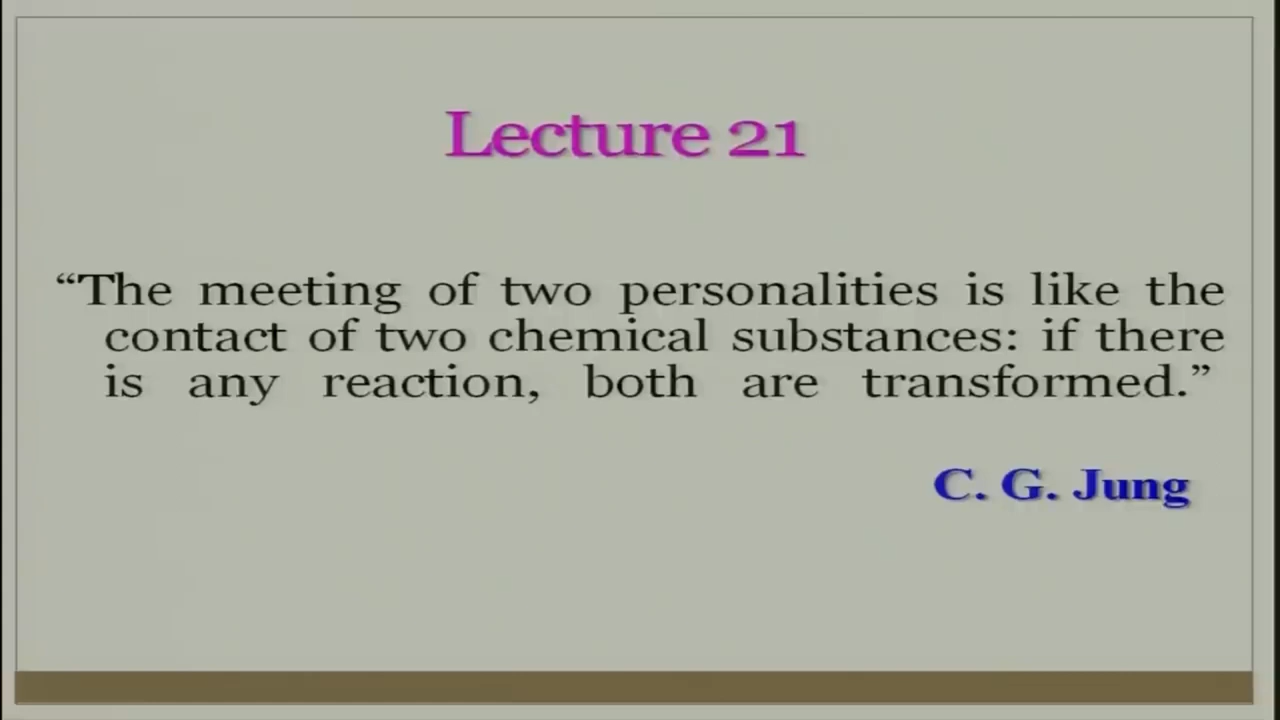 Lecture 21
“The meeting of two personalities is like the
contact of two chemical substances: if there
is any reaction, both are transformed.”
C. G. Jung